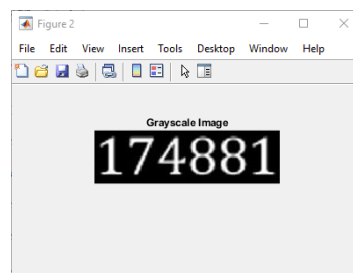 Figure 2
File Edit View Insert Tools Desktop Window Help
Grayscale Image
174881